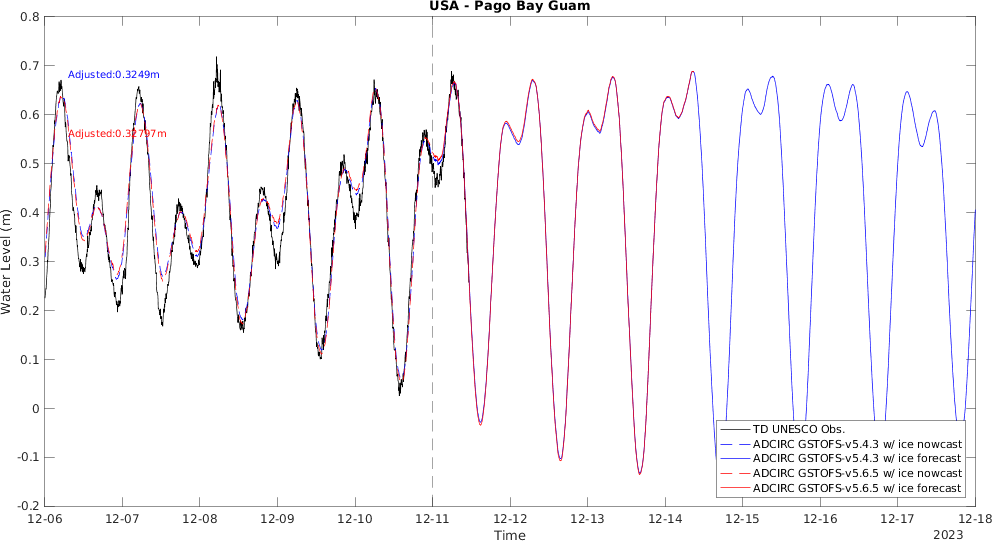 USA - Pago Bay Guam
0.8
0.7
0.6
0.5
0.4
0.3
0.2
0.1
0
-0.1
-0.2
Water Level (m)
Adjusted:0.3249m
Adjusted:0.32797m
TD UNESCO Obs.
ADCIRC GSTOFS-v5.4.3 w/ ice nowcast
ADCIRC GSTOFS-v5.4.3 w/ ice forecast
ADCIRC GSTOFS-v5.6.5 w/ ice nowcast
ADCIRC GSTOFS-v5.6.5 w/ ice forecast
12-06 12-07 12-08 12-09 12-10 12-11 12-12 12-13 12-14 12-15 12-16 12-17 12-18
Time
2023